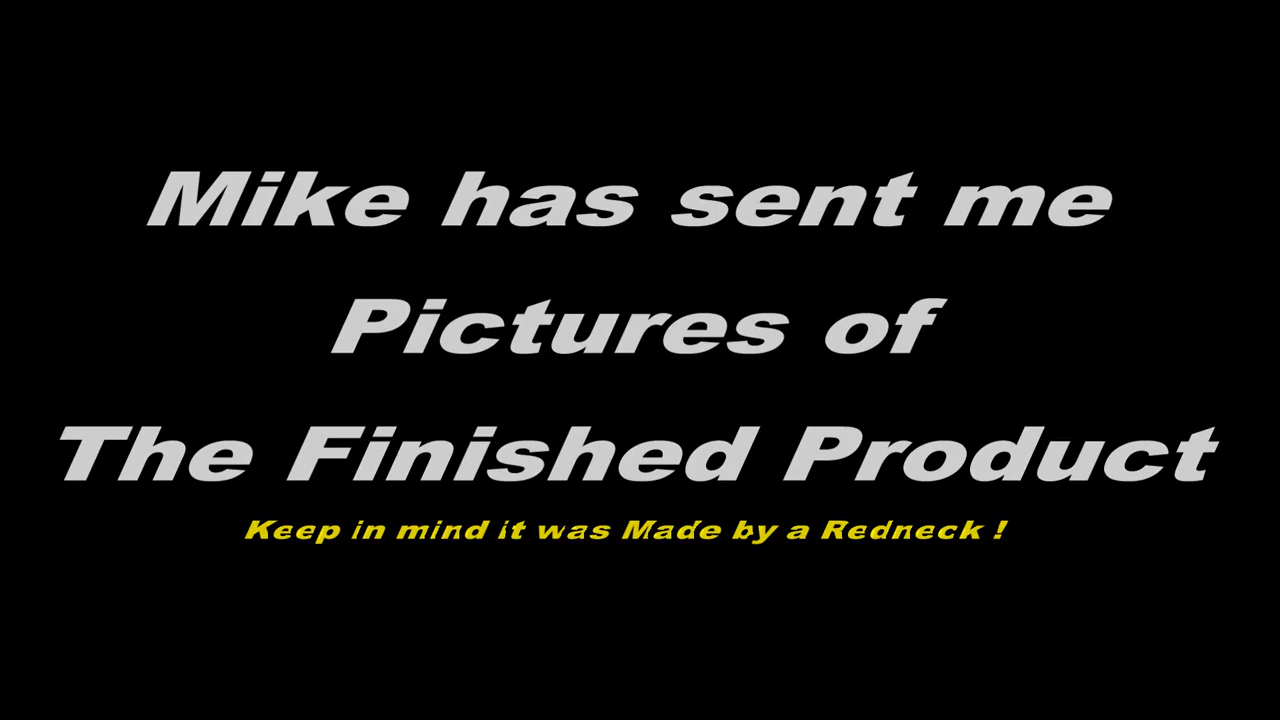 Mike has sent me
Pictures of
The Finished Product
Keep in mind it was Made by a Redneck !